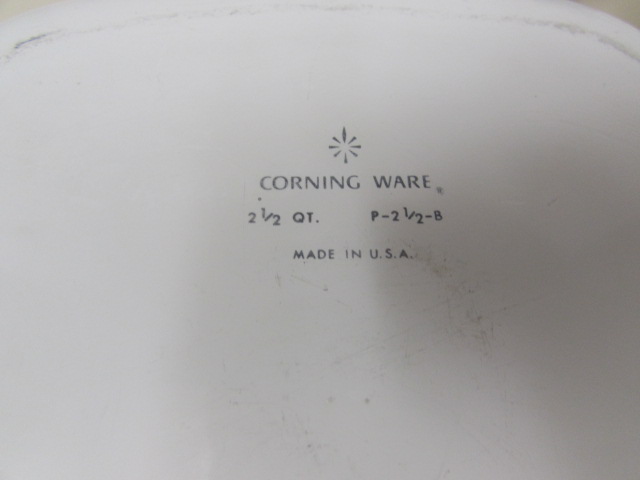 CORNING WARE®
2 1/2 QT. P-2 1/2-B
MADE IN U.S.A.